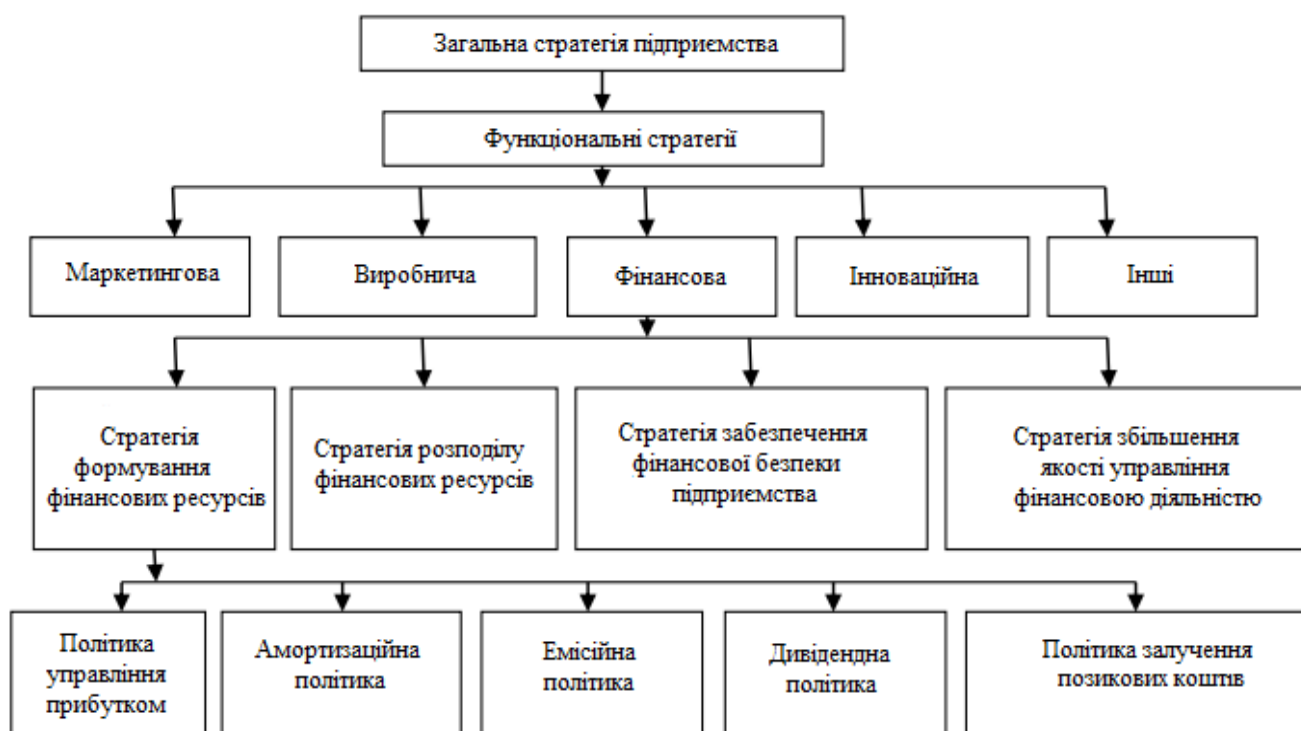 Загальна стратегія підприємства
Функціональні стратегії
Маркетингова
Виробнича
Фінансова
Інноваційна
Інші
Стратегія
формування
фінансових ресурсів
Стратегія розподілу
фінансових ресурсів
Стратегія забезпечення
фінансової безпеки
підприємства
Стратегія збільшення
якості управління
фінансовою діяльністю
Політика
управління
прибутком
Амортизаційна
політика
Емісійна
політика
Дивідендна
політика
Політика залучення
позикових коштів